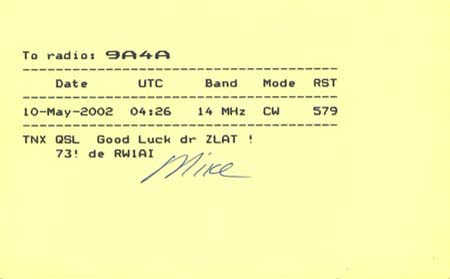 To radio: 9A4A
Date UTC Band Mode RST
10-May-2002 04:26 14 MHz CW 579
TNX QSL Good Luck dr ZLAT !
73! de RW1AI
Mike